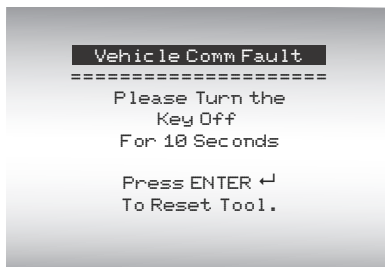 Vehicle Comm Fault
=====================
Please Turn the
Key Off
For 10 Seconds
Press ENTER ↵
To Reset Tool.